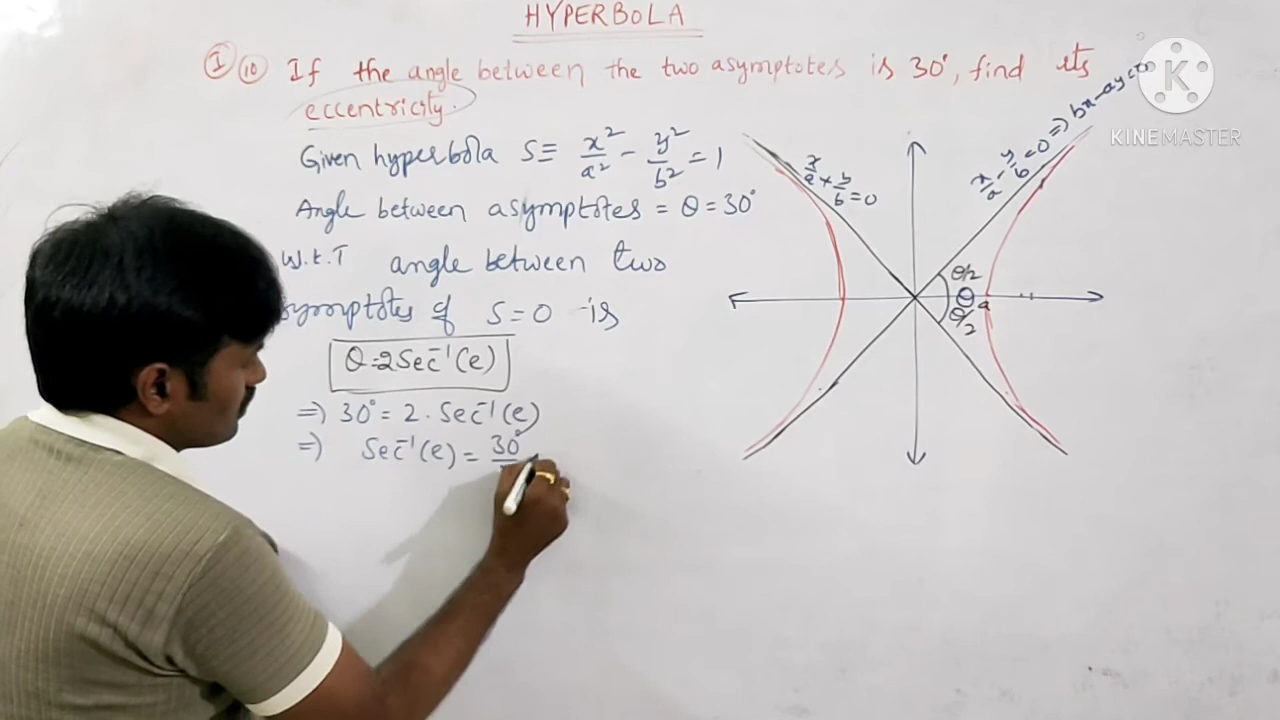 HYPERBOLA
I 10 If the angle between the two asymptotes is 30°, find its
eccentricity.
Given hyperbola S≡ x²/a² - y²/b² = 1
Angle between asymptotes = θ = 30°
W.k.T angle between two
symptotes of S=0 is
θ=2Sec⁻¹(e)
=) 30° = 2. Sec⁻¹(e)
=) Sec⁻¹(e) = 30°
x/a + y/b = 0
x/a - y/b = 0 => bx-ay=0
θ/2
θ
a
θ/2
K
KINEMASTER